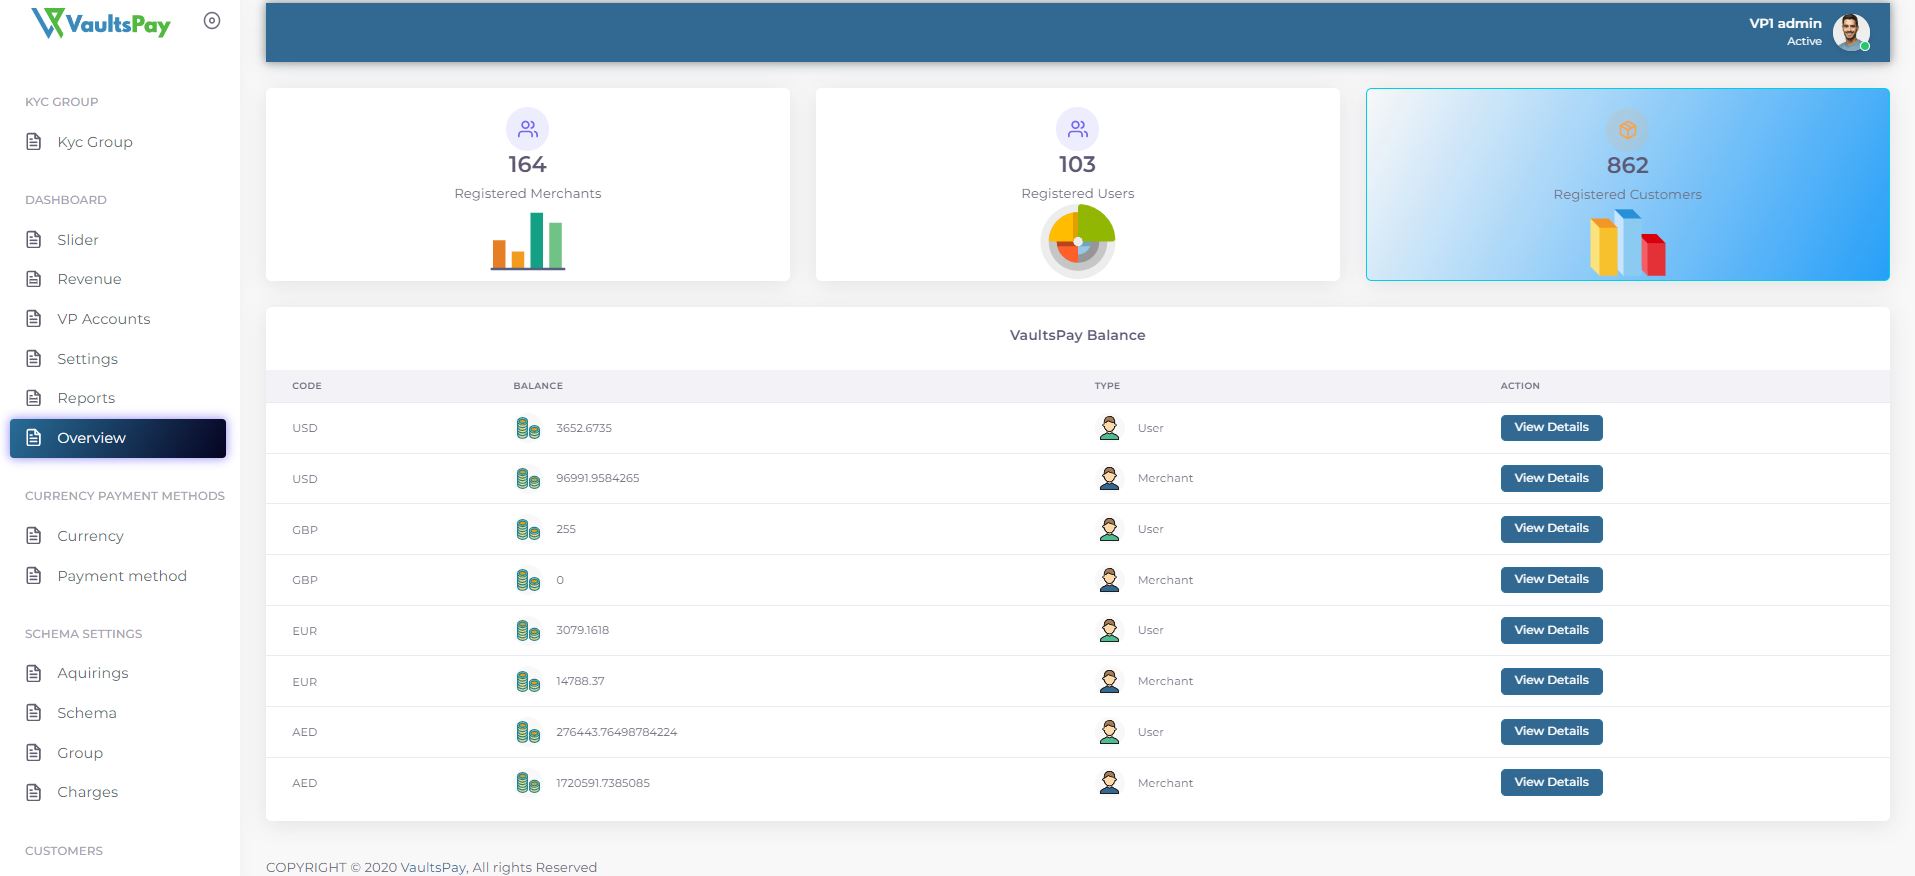 VaultsPay
VP1 admin
Active
KYC GROUP
Kyc Group
DASHBOARD
Slider
Revenue
VP Accounts
Settings
Reports
Overview
CURRENCY PAYMENT METHODS
Currency
Payment method
SCHEMA SETTINGS
Aquirings
Schema
Group
Charges
CUSTOMERS
164
Registered Merchants
103
Registered Users
862
Registered Customers
VaultsPay Balance
CODE BALANCE TYPE ACTION
USD 3652.6735 User View Details
USD 96991.9584265 Merchant View Details
GBP 255 User View Details
GBP 0 Merchant View Details
EUR 3079.1618 User View Details
EUR 14788.37 Merchant View Details
AED 276443.76498784224 User View Details
AED 1720591.7385085 Merchant View Details
COPYRIGHT © 2020 VaultsPay, All rights Reserved